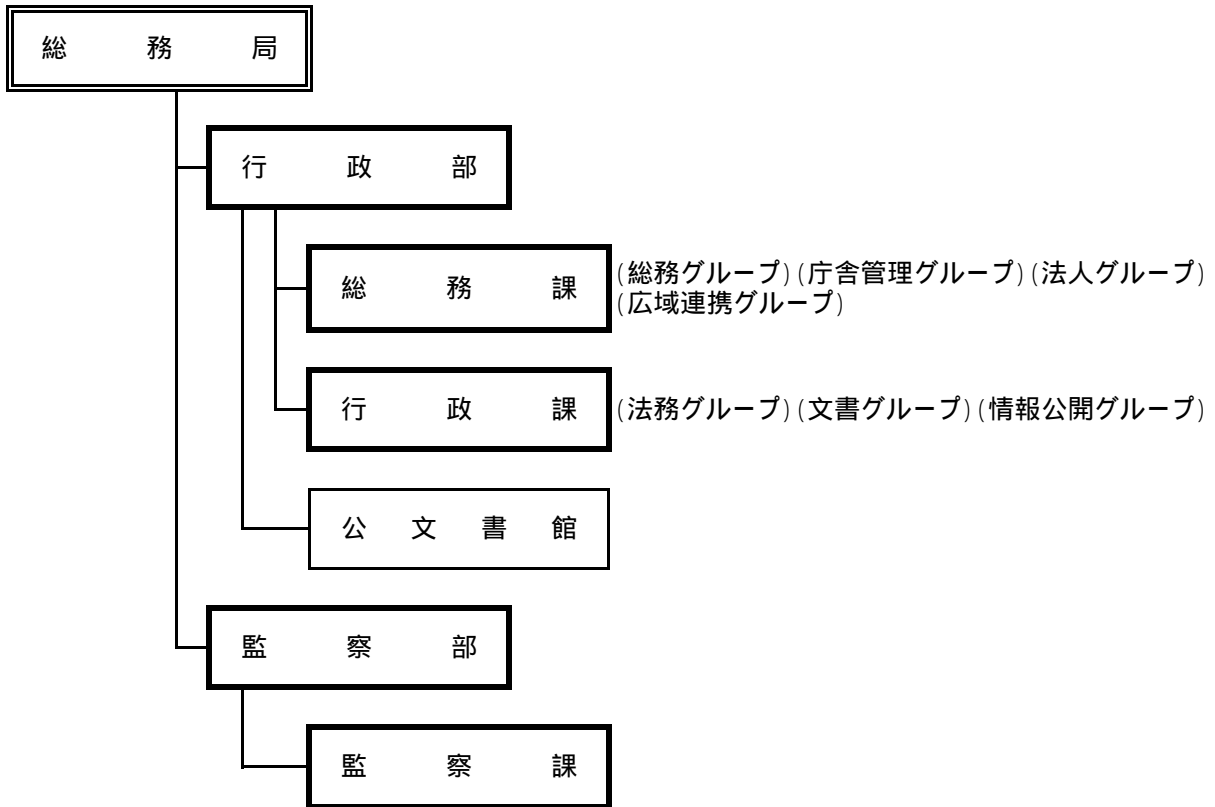 総務局
行政部
総務課 (総務グループ)(庁舎管理グループ)(法人グループ)
(広域連携グループ)
行政課 (法務グループ)(文書グループ)(情報公開グループ)
公文書館
監察部
監察課